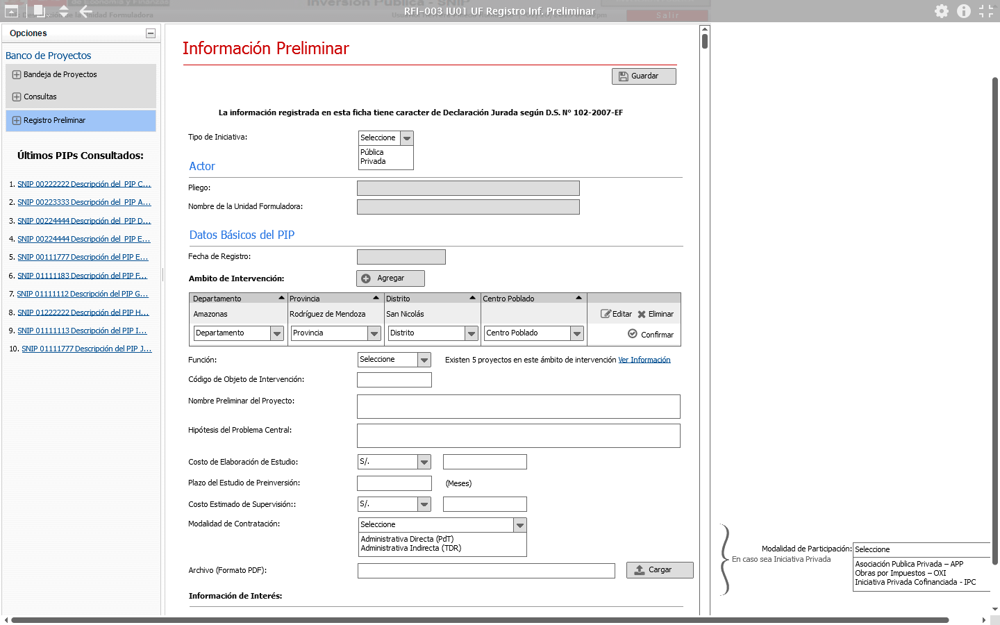 RFI-003 IU01 UF Registro Inf. Preliminar
Inversión Pública - SNIP
Salir
Opciones
Banco de Proyectos
Bandeja de Proyectos
Consultas
Registro Preliminar
Últimos PIPs Consultados:
1. SNIP 00222222 Descripción del PIP C...
2. SNIP 00223333 Descripción del PIP A...
3. SNIP 00224444 Descripción del PIP D...
4. SNIP 00224444 Descripción del PIP E...
5. SNIP 00111777 Descripción del PIP E...
6. SNIP 01111183 Descripción del PIP F...
7. SNIP 01111112 Descripción del PIP G...
8. SNIP 01222222 Descripción del PIP H...
9. SNIP 01111113 Descripción del PIP I...
10. SNIP 01111777 Descripción del PIP J...
Información Preliminar
Guardar
La información registrada en esta ficha tiene caracter de Declaración Jurada según D.S. N° 102-2007-EF
Tipo de Iniciativa: Seleccione
Pública
Privada
Actor
Pliego:
Nombre de la Unidad Formuladora:
Datos Básicos del PIP
Fecha de Registro:
Ambito de Intervención: Agregar
Departamento Provincia Distrito Centro Poblado
Amazonas Rodríguez de Mendoza San Nicolás Editar Eliminar
Departamento Provincia Distrito Centro Poblado Confirmar
Función: Seleccione Existen 5 proyectos en este ámbito de intervención Ver Información
Código de Objeto de Intervención:
Nombre Preliminar del Proyecto:
Hipótesis del Problema Central:
Costo de Elaboración de Estudio: S/.
Plazo del Estudio de Preinversión: (Meses)
Costo Estimado de Supervisión:: S/.
Modalidad de Contratación: Seleccione
Administrativa Directa (PdT)
Administrativa Indirecta (TDR)
Archivo (Formato PDF): Cargar
Información de Interés:
Modalidad de Participación: Seleccione
En caso sea Iniciativa Privada
Asociación Publica Privada – APP
Obras por Impuestos – OXI
Iniciativa Privada Cofinanciada - IPC